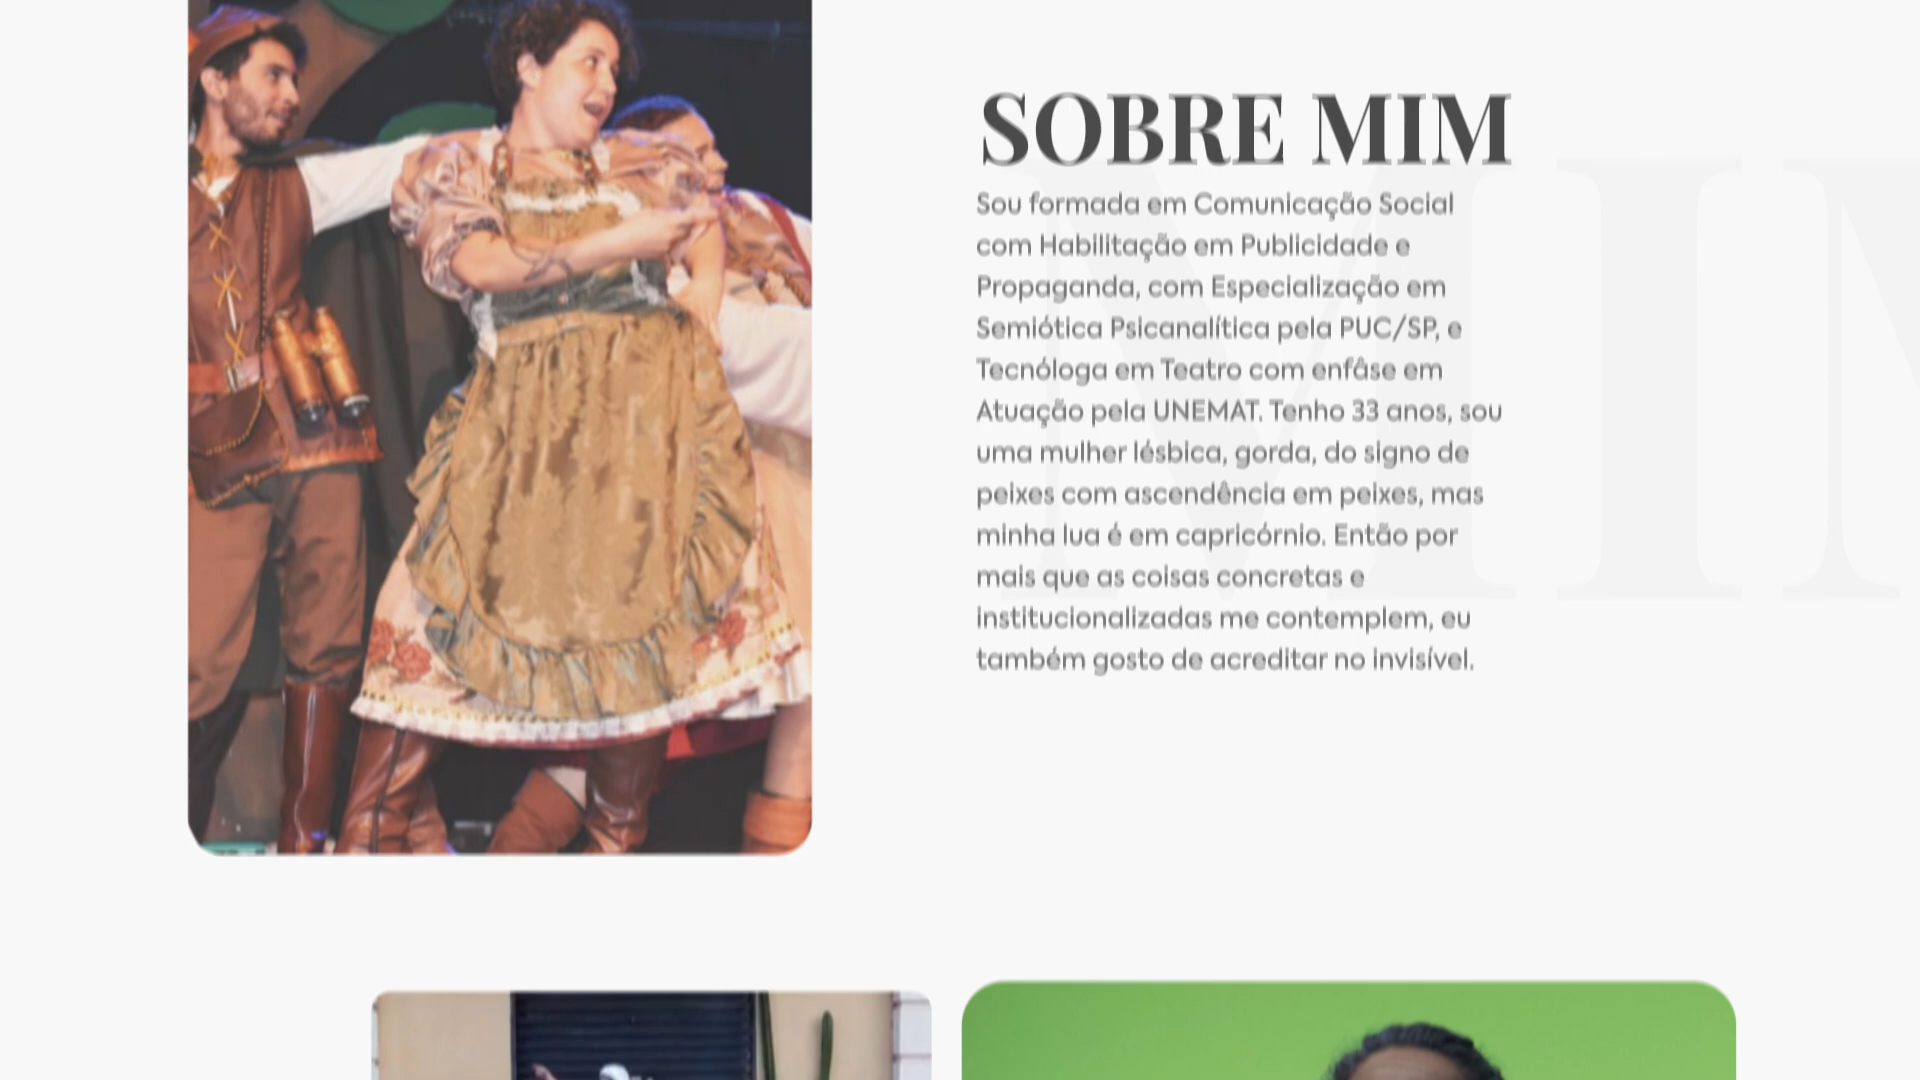 SOBRE MIM
Sou formada em Comunicação Social
com Habilitação em Publicidade e
Propaganda, com Especialização em
Semiótica Psicanalítica pela PUC/SP, e
Tecnóloga em Teatro com enfâse em
Atuação pela UNEMAT. Tenho 33 anos, sou
uma mulher lésbica, gorda, do signo de
peixes com ascendência em peixes, mas
minha lua é em capricórnio. Então por
mais que as coisas concretas e
institucionalizadas me contemplem, eu
também gosto de acreditar no invisível.